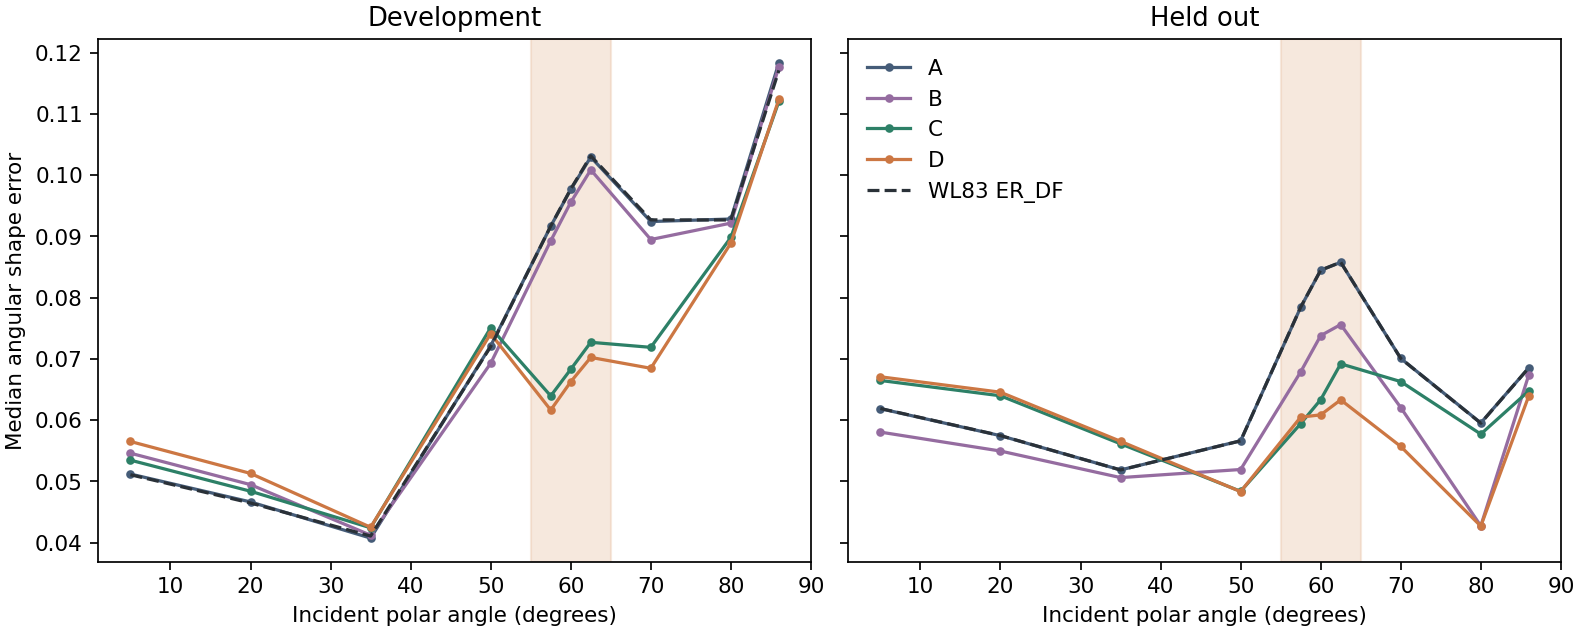 Development
Held out
Median angular shape error
0.12
0.11
0.10
0.09
0.08
0.07
0.06
0.05
0.04
A
B
C
D
WL83 ER_DF
10 20 30 40 50 60 70 80 90
10 20 30 40 50 60 70 80 90
Incident polar angle (degrees)
Incident polar angle (degrees)